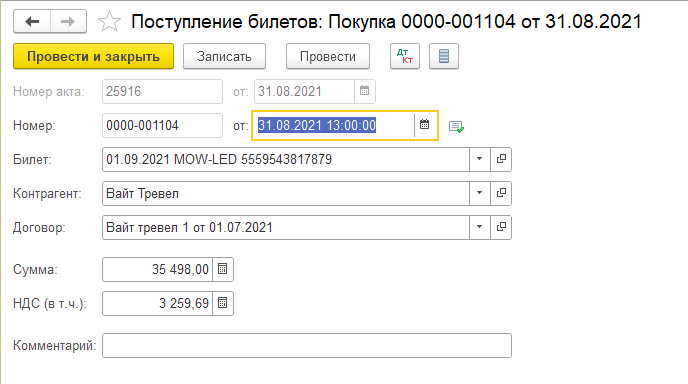 Поступление билетов: Покупка 0000-001104 от 31.08.2021
Провести и закрыть Записать Провести Дт Кт
Номер акта: 25916 от: 31.08.2021
Номер: 0000-001104 от: 31.08.2021 13:00:00
Билет: 01.09.2021 MOW-LED 5559543817879
Контрагент: Вайт Тревел
Договор: Вайт тревел 1 от 01.07.2021
Сумма: 35 498,00
НДС (в т.ч.): 3 259,69
Комментарий: